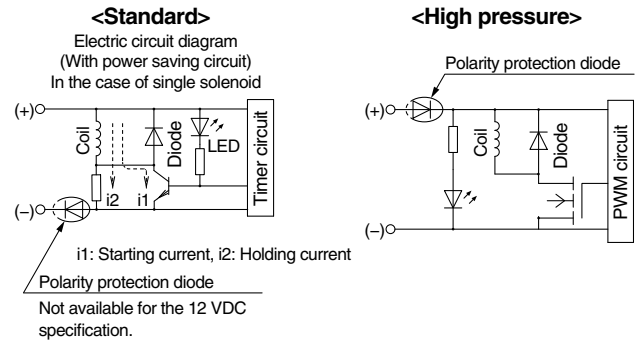 <Standard>
Electric circuit diagram
(With power saving circuit)
In the case of single solenoid
(+)
Coil
Diode
LED
Timer circuit
i2
i1
(−)
i1: Starting current, i2: Holding current
Polarity protection diode
Not available for the 12 VDC
specification.
<High pressure>
Polarity protection diode
(+)
Coil
Diode
PWM circuit
(−)